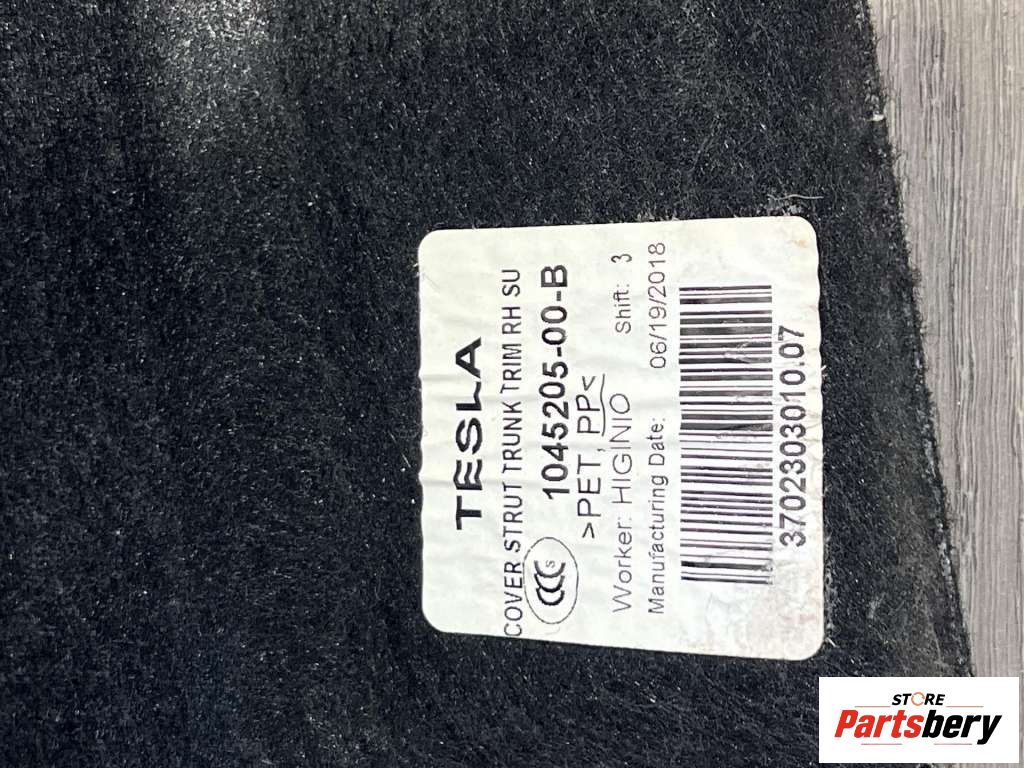 TESLA
COVER STRUT TRUNK TRIM RH SU
CCC S
1045205-00-B
>PET, PP<
Worker: HIGINIO Shift: 3
Manufacturing Date: 06/19/2018
3702303010.07
STORE
Partsbery